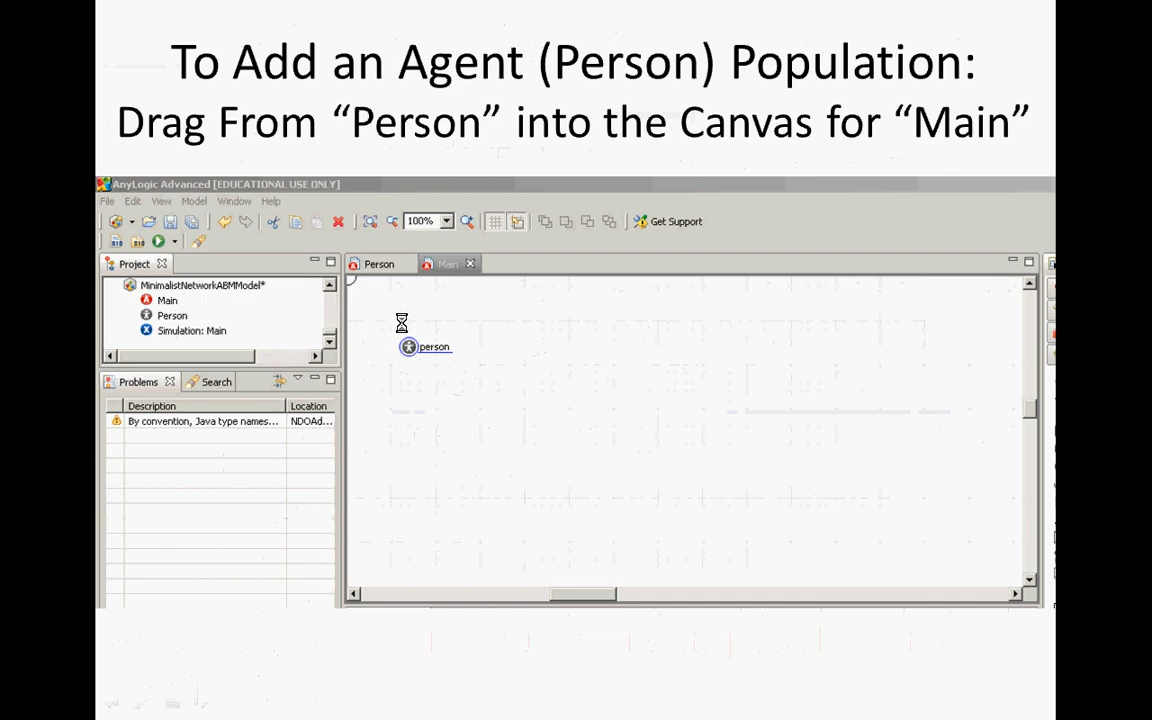 To Add an Agent (Person) Population:
Drag From “Person” into the Canvas for “Main”
AnyLogic Advanced [EDUCATIONAL USE ONLY]
File Edit View Model Window Help
100% Get Support
Project
Person Main
MinimalistNetworkABMModel*
Main
Person
Simulation: Main
person
Problems Search
Description Location
By convention, Java type names... NDOAd...